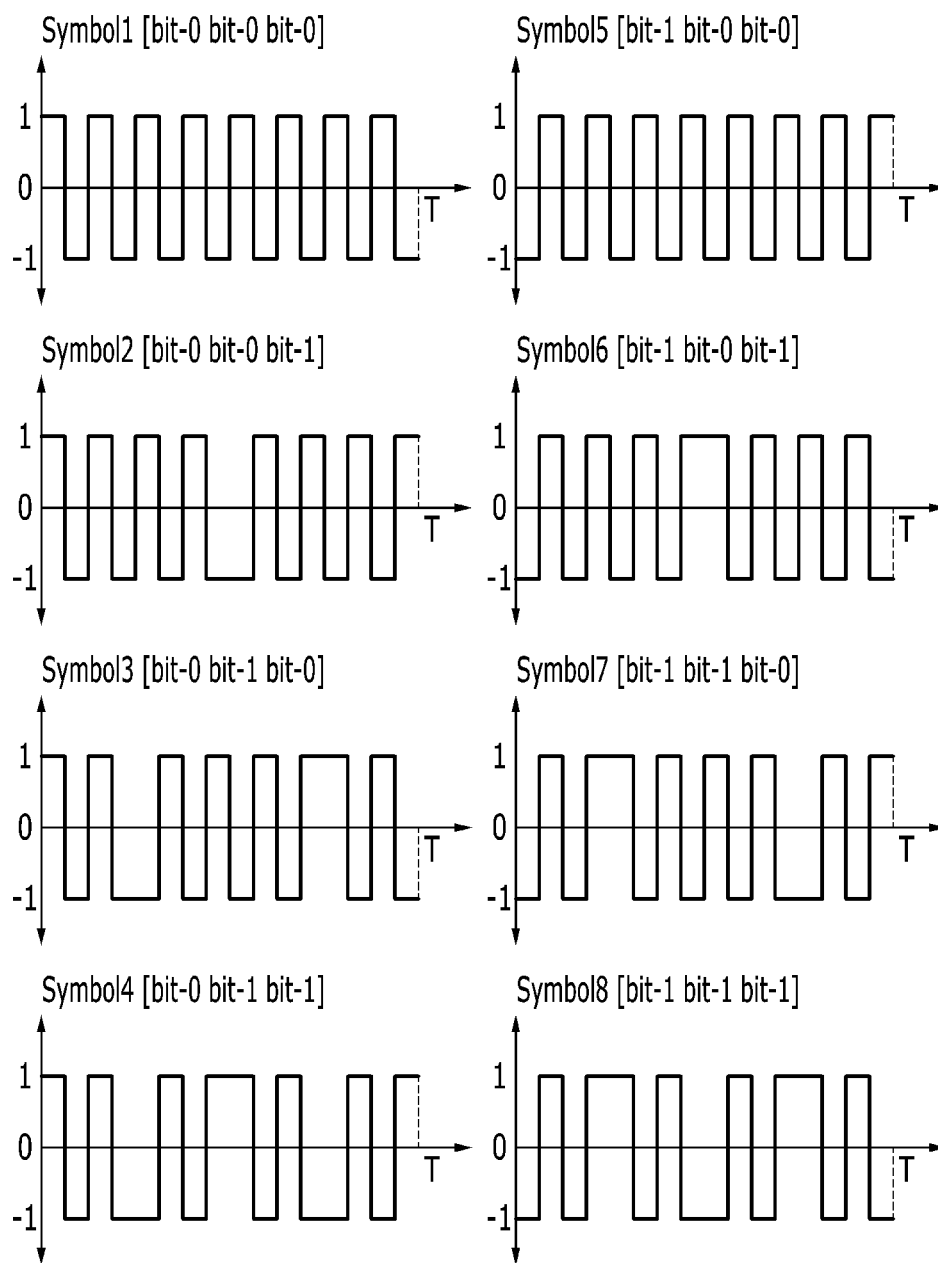 Symbol1 [bit-0 bit-0 bit-0]
1
0
-1
T
Symbol5 [bit-1 bit-0 bit-0]
1
0
-1
T
Symbol2 [bit-0 bit-0 bit-1]
1
0
-1
T
Symbol6 [bit-1 bit-0 bit-1]
1
0
-1
T
Symbol3 [bit-0 bit-1 bit-0]
1
0
-1
T
Symbol7 [bit-1 bit-1 bit-0]
1
0
-1
T
Symbol4 [bit-0 bit-1 bit-1]
1
0
-1
T
Symbol8 [bit-1 bit-1 bit-1]
1
0
-1
T